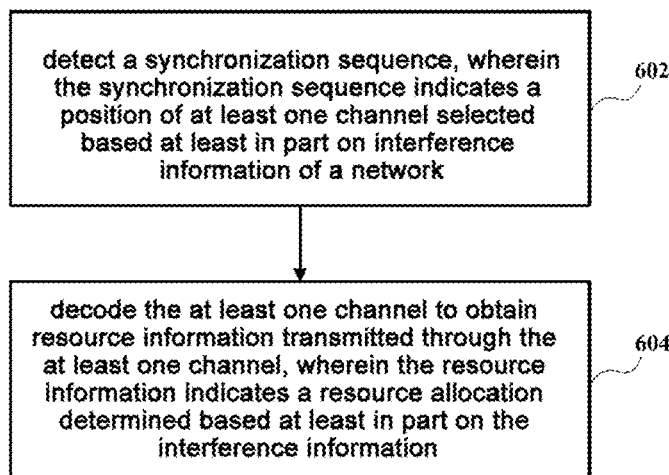 detect a synchronization sequence, wherein
the synchronization sequence indicates a
position of at least one channel selected
based at least in part on interference
information of a network
602
decode the at least one channel to obtain
resource information transmitted through the
at least one channel, wherein the resource
information indicates a resource allocation
determined based at least in part on the
interference information
604